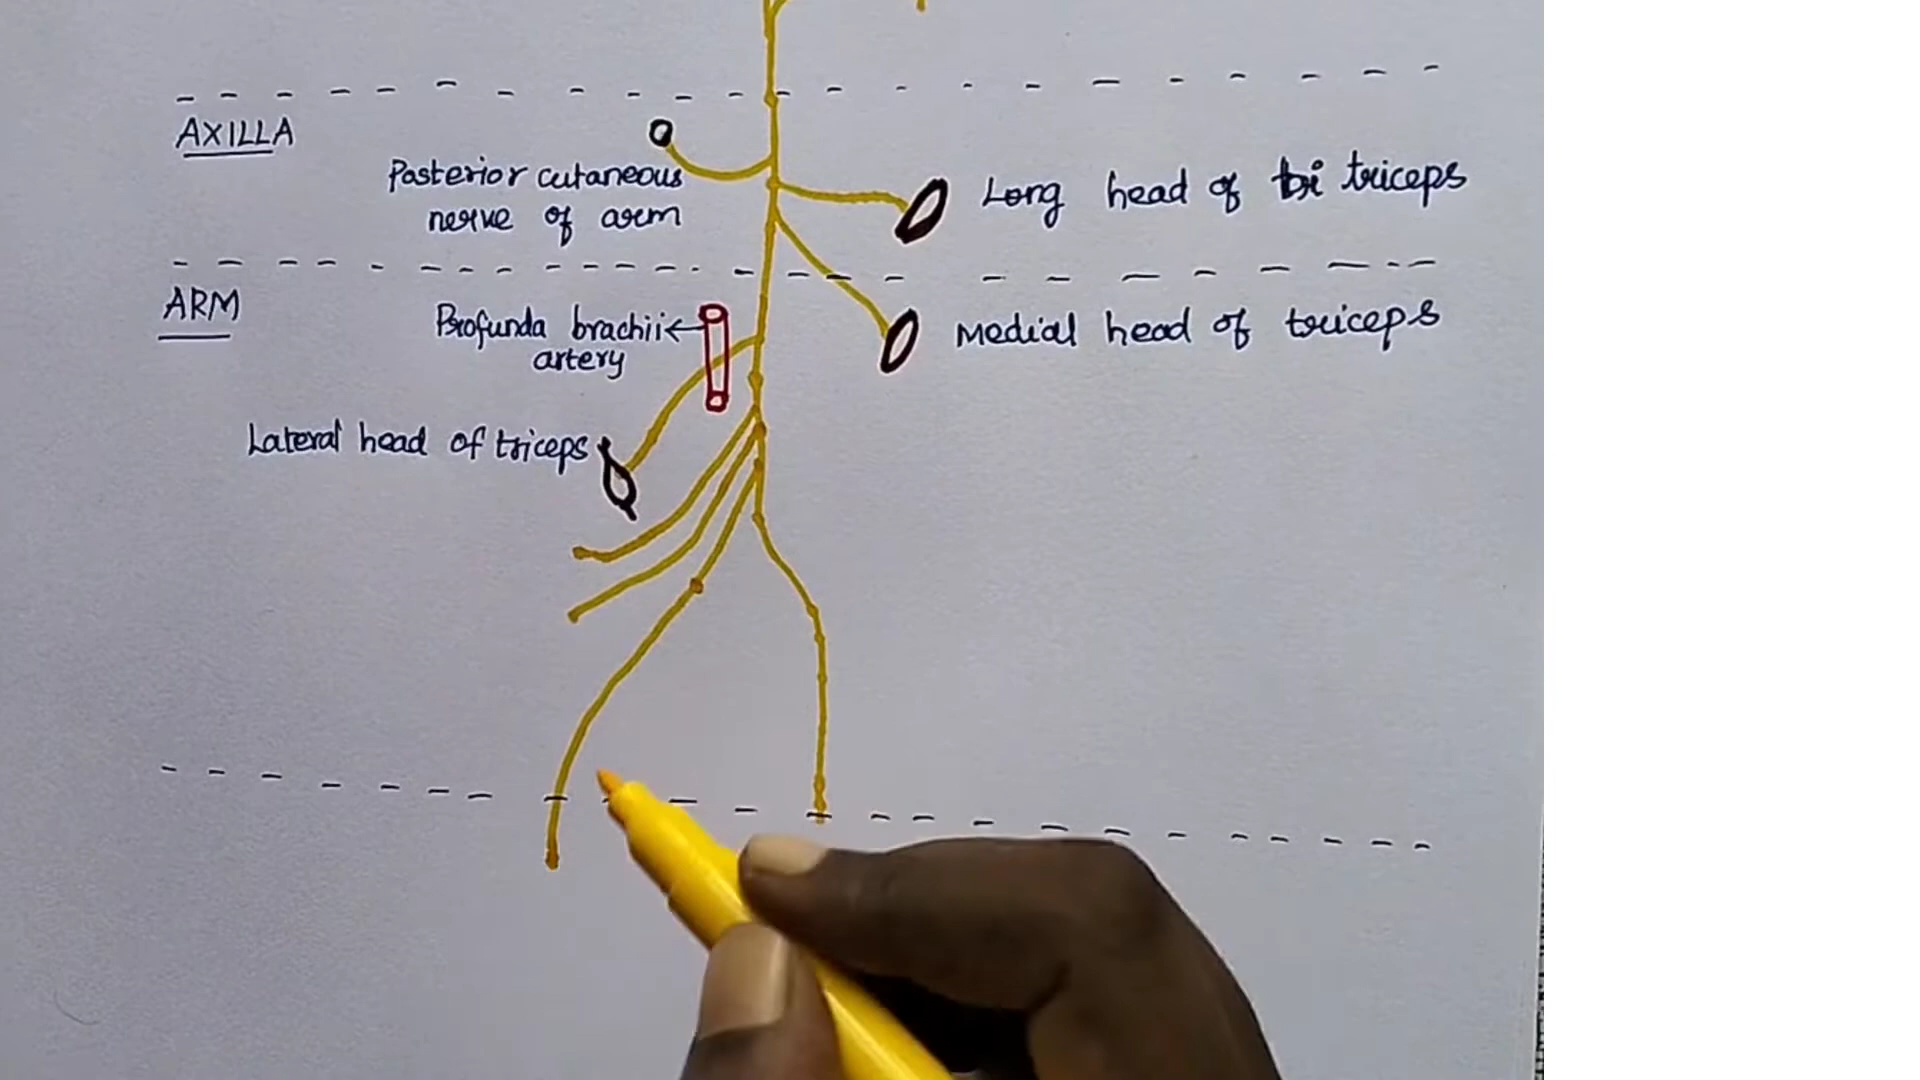 AXILLA
Posterior cutaneous
nerve of arm
Long head of tri triceps
ARM
Profunda brachii
artery
Medial head of triceps
Lateral head of triceps